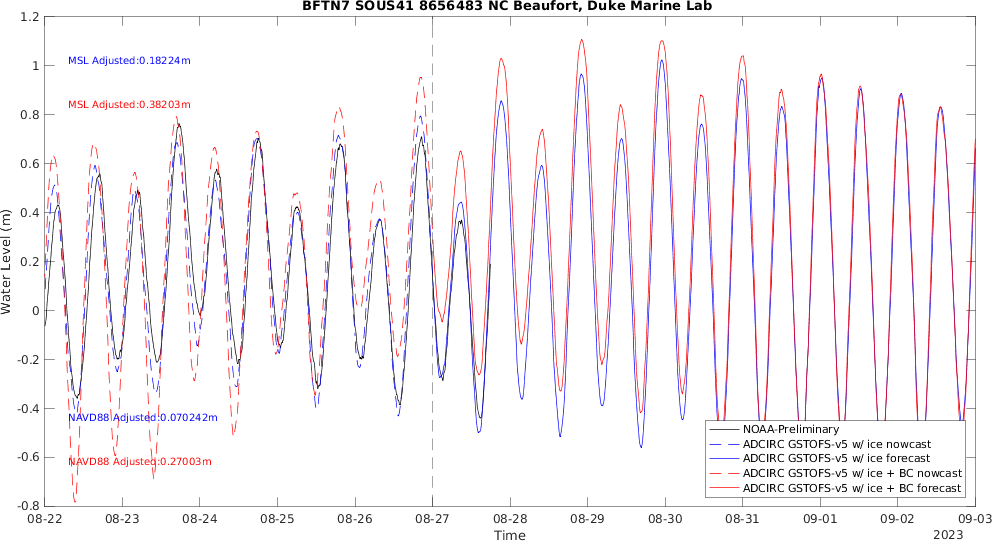 BFTN7 SOUS41 8656483 NC Beaufort, Duke Marine Lab
Water Level (m)
1.2
1
0.8
0.6
0.4
0.2
0
-0.2
-0.4
-0.6
-0.8
MSL Adjusted:0.18224m
MSL Adjusted:0.38203m
NAVD88 Adjusted:0.070242m
NAVD88 Adjusted:0.27003m
NOAA-Preliminary
ADCIRC GSTOFS-v5 w/ ice nowcast
ADCIRC GSTOFS-v5 w/ ice forecast
ADCIRC GSTOFS-v5 w/ ice + BC nowcast
ADCIRC GSTOFS-v5 w/ ice + BC forecast
08-22 08-23 08-24 08-25 08-26 08-27 08-28 08-29 08-30 08-31 09-01 09-02 09-03
Time
2023